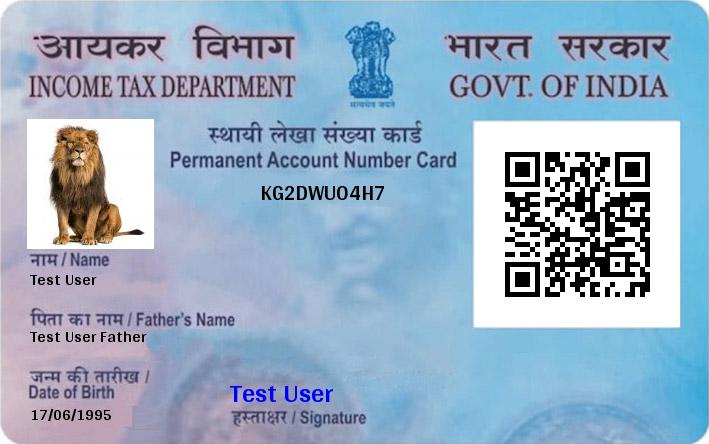 आयकर विभाग
INCOME TAX DEPARTMENT
सत्यमेव जयते
भारत सरकार
GOVT. OF INDIA
स्थायी लेखा संख्या कार्ड
Permanent Account Number Card
KG2DWUO4H7
नाम / Name
Test User
पिता का नाम / Father's Name
Test User Father
जन्म की तारीख /
Date of Birth
17/06/1995
Test User
हस्ताक्षर / Signature